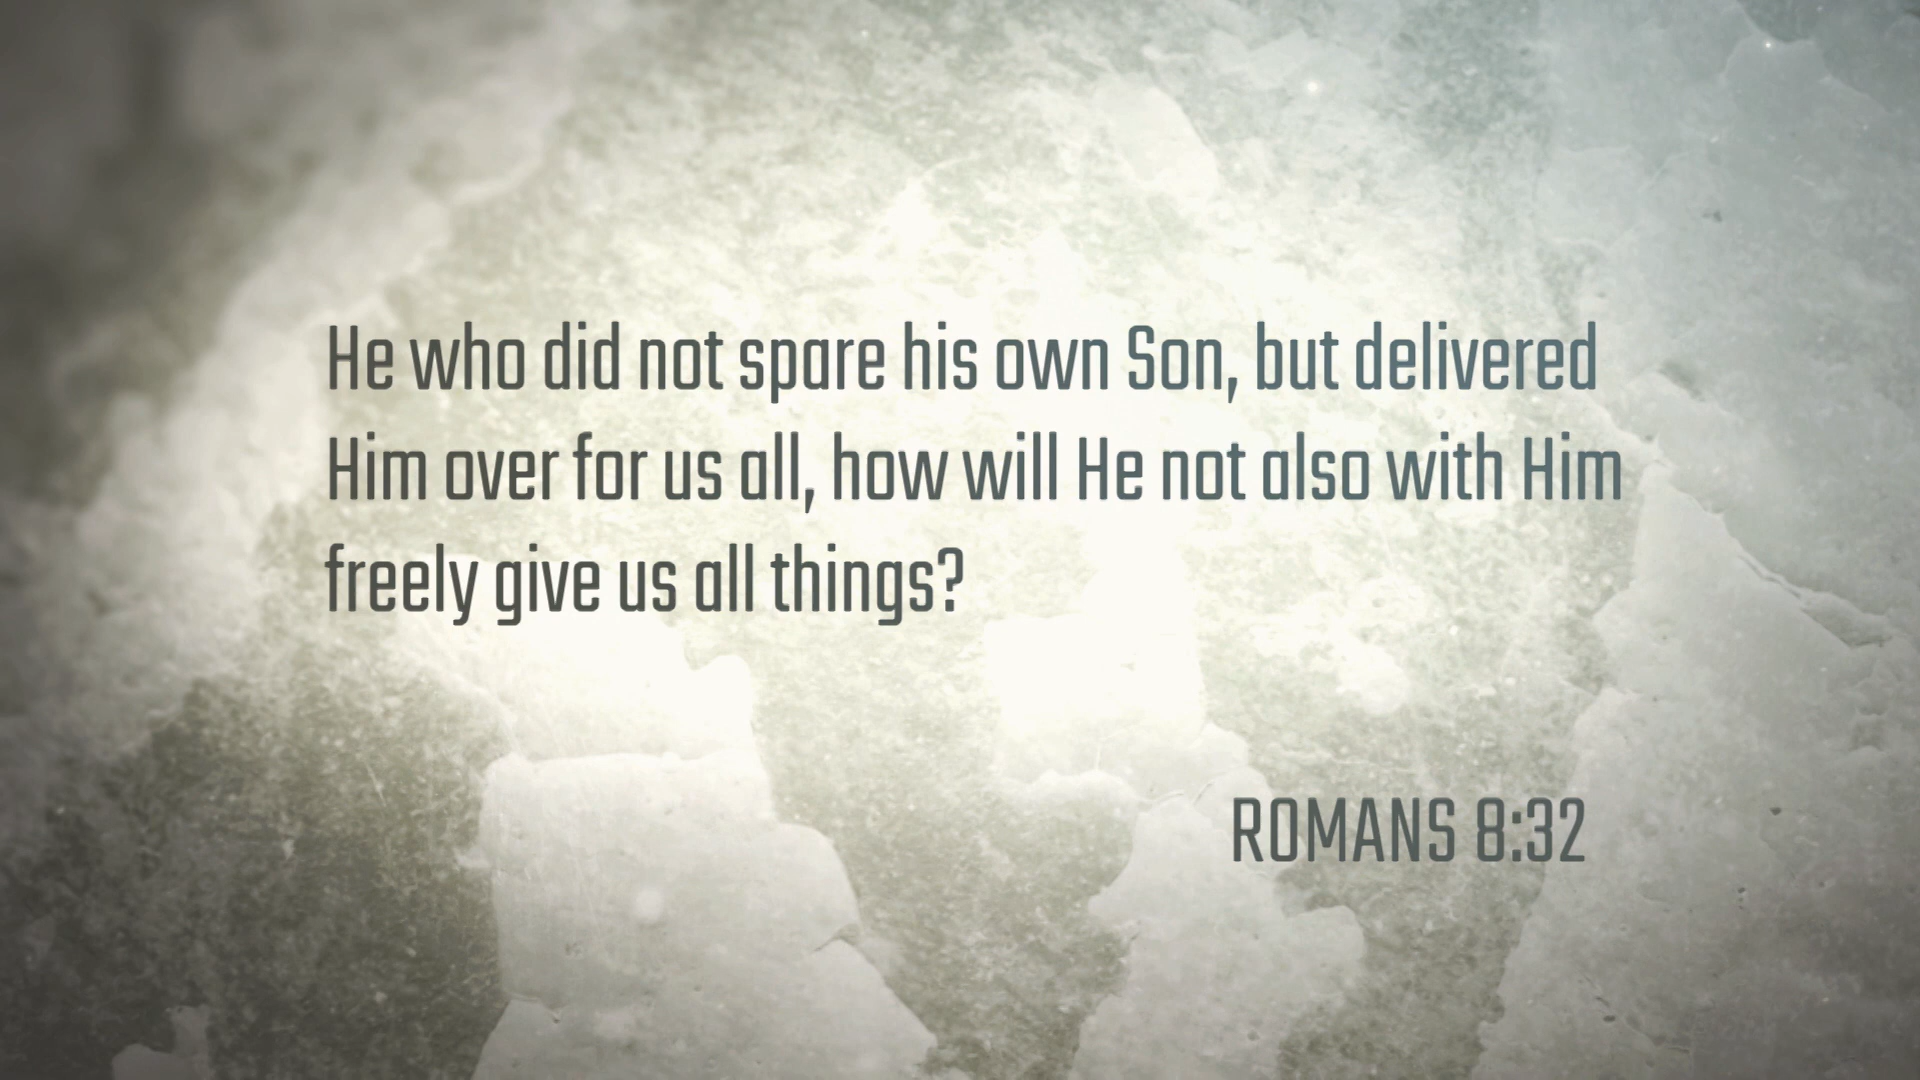 He who did not spare his own Son, but delivered
Him over for us all, how will He not also with Him
freely give us all things?
ROMANS 8:32